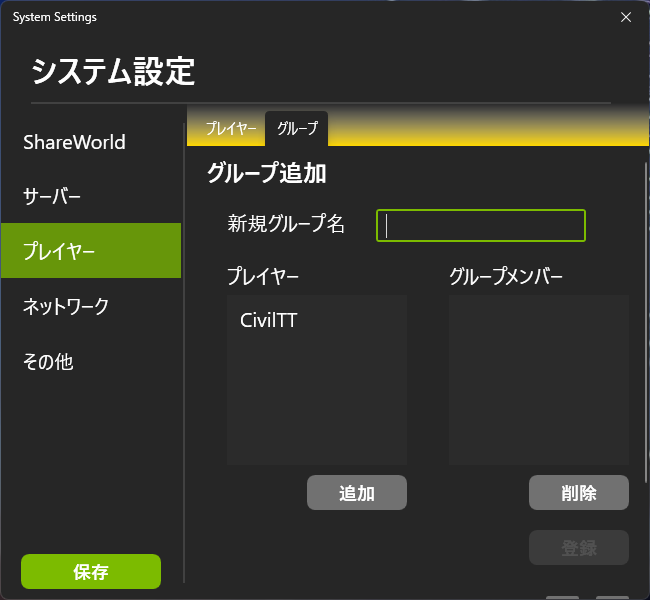 System Settings
システム設定
ShareWorld
サーバー
プレイヤー
ネットワーク
その他
保存
プレイヤー
グループ
グループ追加
新規グループ名
プレイヤー
グループメンバー
CivilTT
追加
削除
登録